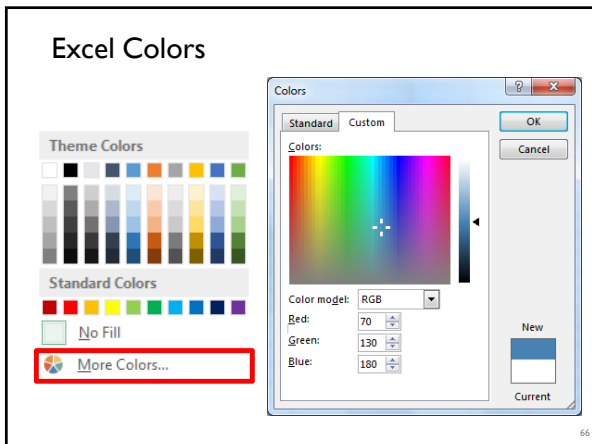 Excel Colors
Theme Colors
Standard Colors
No Fill
More Colors...
Colors
?
X
Standard
Custom
OK
Cancel
Colors:
Color model:
RGB
Red:
70
Green:
130
Blue:
180
New
Current
66